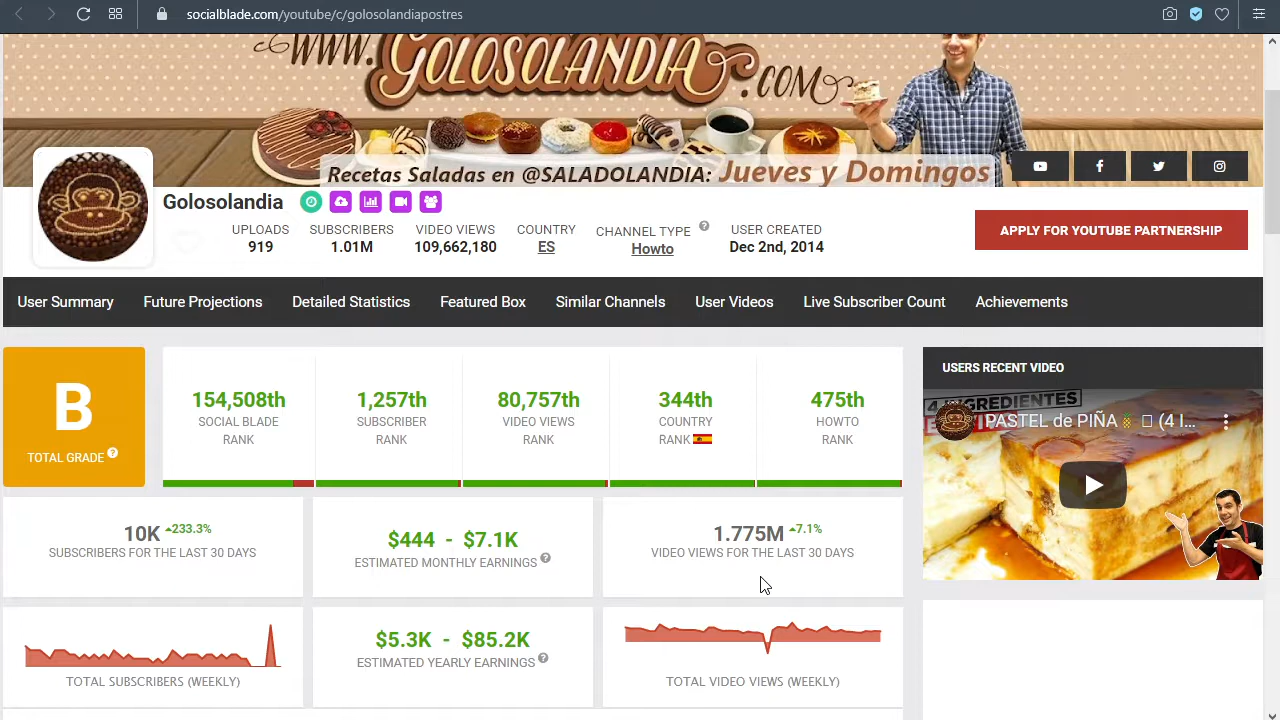 socialblade.com/youtube/c/golosolandiapostres
WWW.GOLOSOLANDIA.COM
Recetas Saladas en @SALADOLANDIA: Jueves y Domingos
Golosolandia
UPLOADS
919
SUBSCRIBERS
1.01M
VIDEO VIEWS
109,662,180
COUNTRY
ES
CHANNEL TYPE ?
Howto
USER CREATED
Dec 2nd, 2014
APPLY FOR YOUTUBE PARTNERSHIP
User Summary
Future Projections
Detailed Statistics
Featured Box
Similar Channels
User Videos
Live Subscriber Count
Achievements
B
TOTAL GRADE ?
154,508th
SOCIAL BLADE
RANK
1,257th
SUBSCRIBER
RANK
80,757th
VIDEO VIEWS
RANK
344th
COUNTRY
RANK
475th
HOWTO
RANK
USERS RECENT VIDEO
4 INGREDIENTES
PASTEL de PIÑA🍍 (4 I...
10K 233.3%
SUBSCRIBERS FOR THE LAST 30 DAYS
$444 - $7.1K
ESTIMATED MONTHLY EARNINGS ?
1.775M 7.1%
VIDEO VIEWS FOR THE LAST 30 DAYS
TOTAL SUBSCRIBERS (WEEKLY)
$5.3K - $85.2K
ESTIMATED YEARLY EARNINGS ?
TOTAL VIDEO VIEWS (WEEKLY)